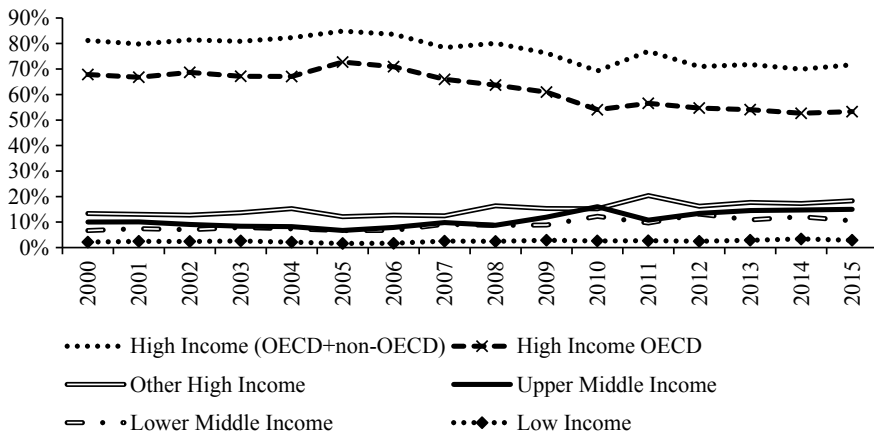 90%
80%
70%
60%
50%
40%
30%
20%
10%
0%
2000 2001 2002 2003 2004 2005 2006 2007 2008 2009 2010 2011 2012 2013 2014 2015
High Income (OECD+non-OECD) High Income OECD
Other High Income Upper Middle Income
Lower Middle Income Low Income